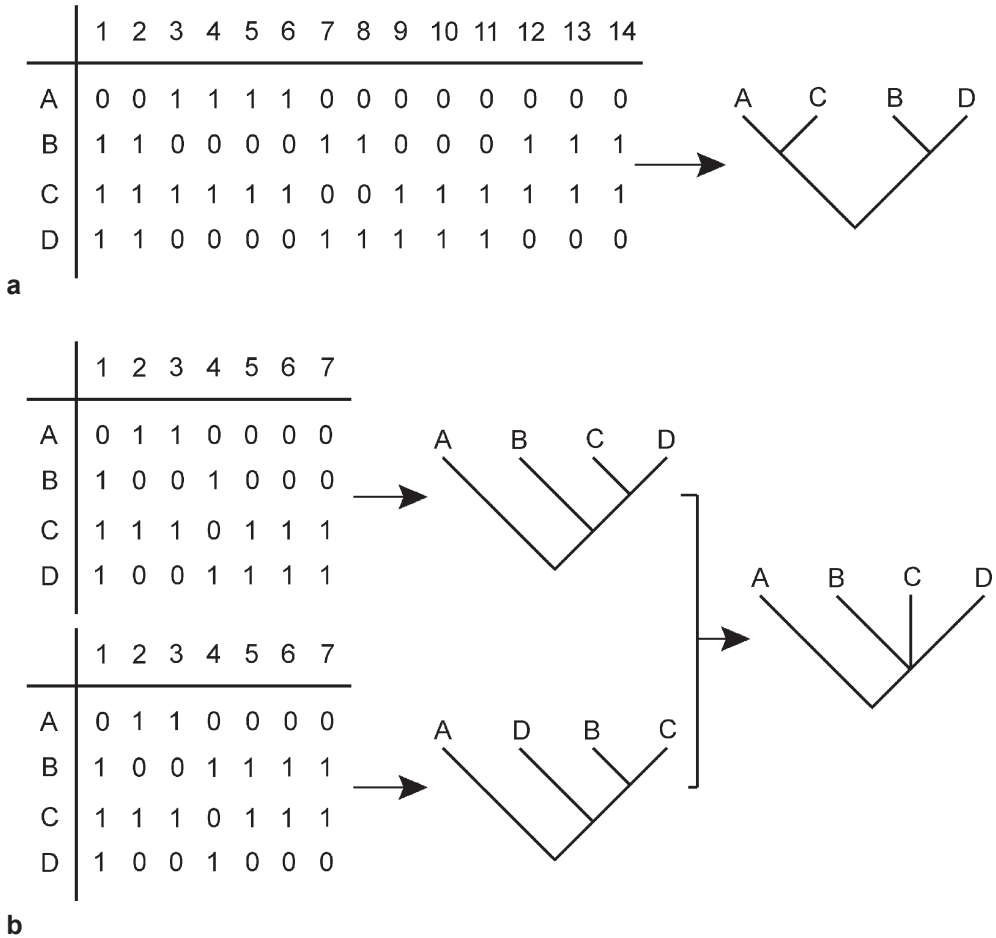 1 2 3 4 5 6 7 8 9 10 11 12 13 14
A 0 0 1 1 1 1 0 0 0 0 0 0 0 0
B 1 1 0 0 0 0 1 1 0 0 0 1 1 1
C 1 1 1 1 1 1 0 0 1 1 1 1 1 1
D 1 1 0 0 0 0 1 1 1 1 1 0 0 0
A C B D
a
1 2 3 4 5 6 7
A 0 1 1 0 0 0 0
B 1 0 0 1 0 0 0
C 1 1 1 0 1 1 1
D 1 0 0 1 1 1 1
A B C D
1 2 3 4 5 6 7
A 0 1 1 0 0 0 0
B 1 0 0 1 1 1 1
C 1 1 1 0 1 1 1
D 1 0 0 1 0 0 0
A D B C
A B C D
b